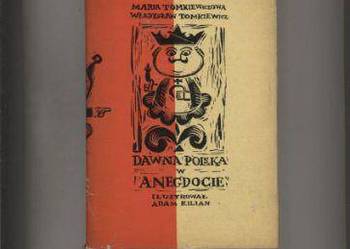 MARIA TOMKIEWICZOWA
WŁADYSŁAW TOMKIEWICZ
DAWNA POLSKA
W
ANEGDOCIE
ILUSTROWAŁ
ADAM KILIAN